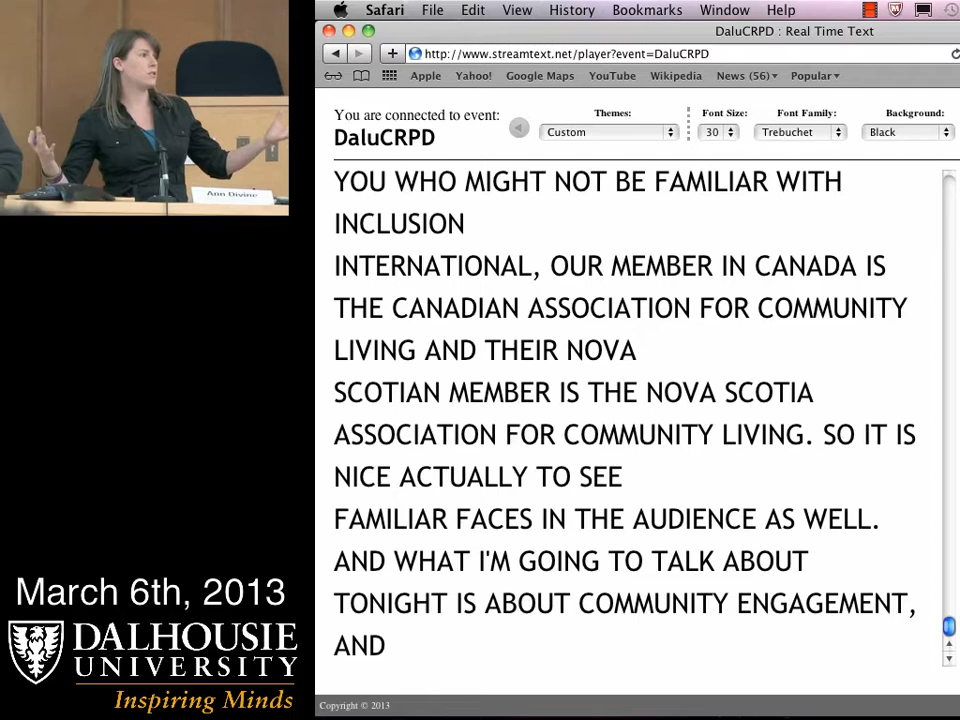 Safari File Edit View History Bookmarks Window Help
DaluCRPD : Real Time Text
http://www.streamtext.net/player?event=DaluCRPD
Apple Yahoo! Google Maps YouTube Wikipedia News (56) Popular
You are connected to event:
DaluCRPD
Themes: Font Size: Font Family: Background:
Custom 30 Trebuchet Black
YOU WHO MIGHT NOT BE FAMILIAR WITH
INCLUSION
INTERNATIONAL, OUR MEMBER IN CANADA IS
THE CANADIAN ASSOCIATION FOR COMMUNITY
LIVING AND THEIR NOVA
SCOTIAN MEMBER IS THE NOVA SCOTIA
ASSOCIATION FOR COMMUNITY LIVING. SO IT IS
NICE ACTUALLY TO SEE
FAMILIAR FACES IN THE AUDIENCE AS WELL.
AND WHAT I'M GOING TO TALK ABOUT
TONIGHT IS ABOUT COMMUNITY ENGAGEMENT,
AND
Copyright © 2013
Ann Divine
March 6th, 2013
DALHOUSIE
UNIVERSITY
Inspiring Minds